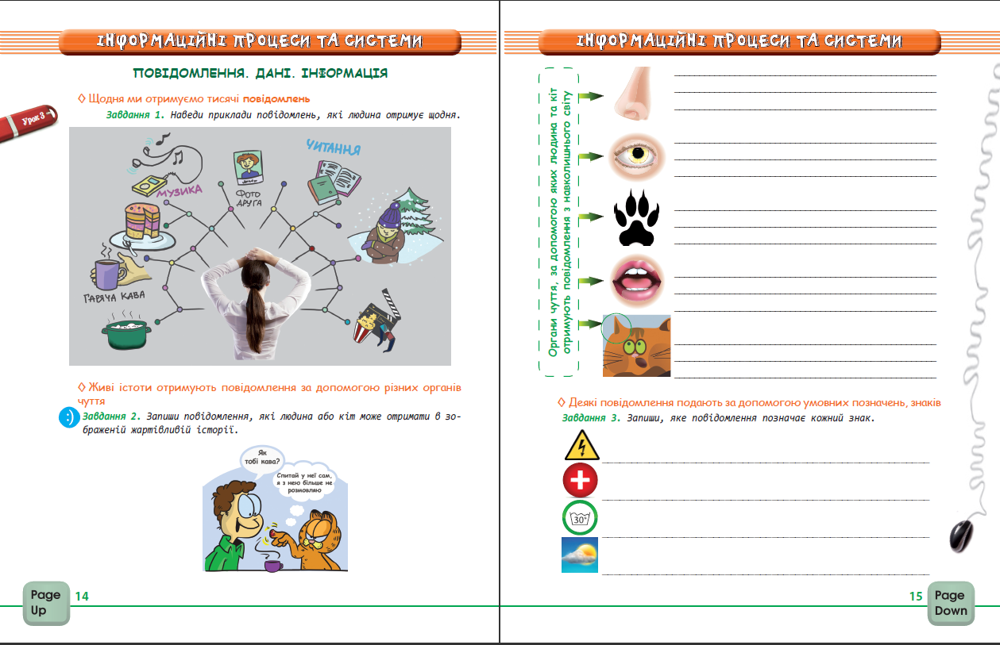 ІНФОРМАЦІЙНІ ПРОЦЕСИ ТА СИСТЕМИ
ПОВІДОМЛЕННЯ. ДАНІ. ІНФОРМАЦІЯ
Урок 3
◊ Щодня ми отримуємо тисячі повідомлень
Завдання 1. Наведи приклади повідомлень, які людина отримує щодня.
МУЗИКА
ФОТО
ДРУГА
ЧИТАННЯ
ГАРЯЧА КАВА
◊ Живі істоти отримують повідомлення за допомогою різних органів
чуття
:)
Завдання 2. Запиши повідомлення, які людина або кіт може отримати в зо-
браженій жартівливій історії.
Як
тобі кава?
Спитай у неї сам,
я з нею більше не
розмовляю
Page
Up
14
ІНФОРМАЦІЙНІ ПРОЦЕСИ ТА СИСТЕМИ
Органи чуття, за допомогою яких людина та кіт
отримують повідомлення з навколишнього світу
◊ Деякі повідомлення подають за допомогою умовних позначень, знаків
Завдання 3. Запиши, яке повідомлення позначає кожний знак.
30°
15
Page
Down